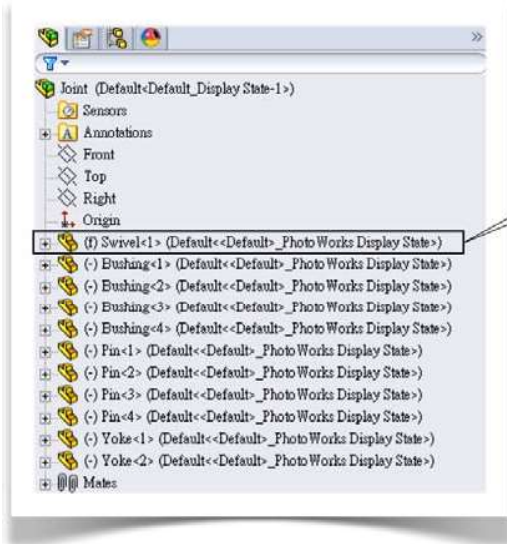 »
Joint (Default<Default_Display State-1>)
Sensors
A Annotations
Front
Top
Right
Origin
(f) Swivel<1> (Default<<Default>_PhotoWorks Display State>)
(-) Bushing<1> (Default<<Default>_PhotoWorks Display State>)
(-) Bushing<2> (Default<<Default>_PhotoWorks Display State>)
(-) Bushing<3> (Default<<Default>_PhotoWorks Display State>)
(-) Bushing<4> (Default<<Default>_PhotoWorks Display State>)
(-) Pin<1> (Default<<Default>_PhotoWorks Display State>)
(-) Pin<2> (Default<<Default>_PhotoWorks Display State>)
(-) Pin<3> (Default<<Default>_PhotoWorks Display State>)
(-) Pin<4> (Default<<Default>_PhotoWorks Display State>)
(-) Yoke<1> (Default<<Default>_PhotoWorks Display State>)
(-) Yoke<2> (Default<<Default>_PhotoWorks Display State>)
Mates